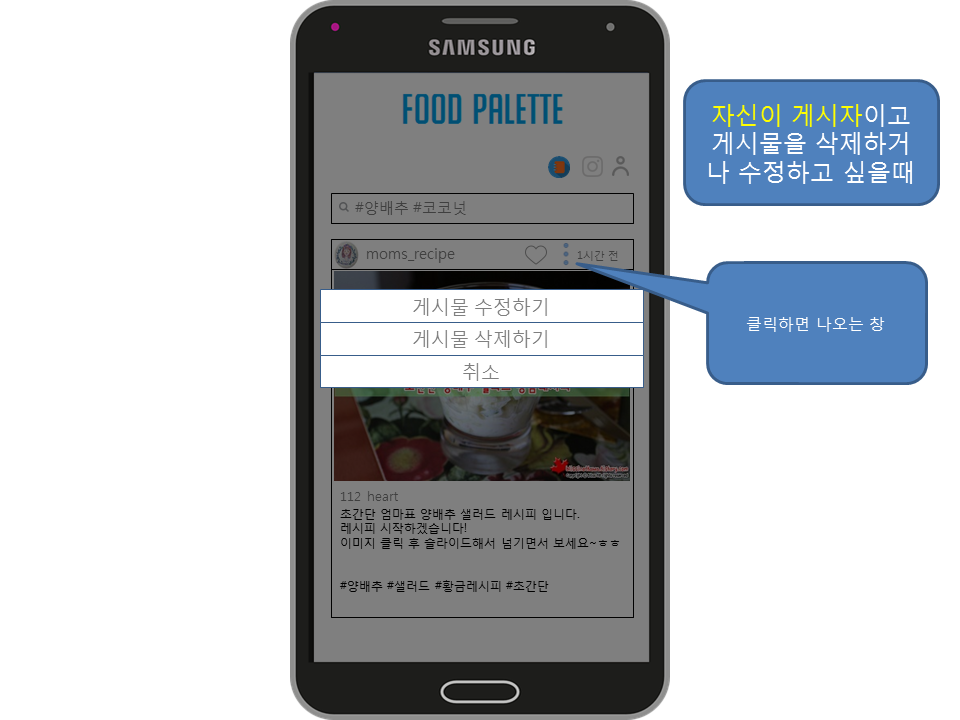 SAMSUNG
FOOD PALETTE
자신이 게시자이고
게시물을 삭제하거
나 수정하고 싶을때
#양배추 #코코넛
moms_recipe
1시간 전
클릭하면 나오는 창
게시물 수정하기
게시물 삭제하기
취소
112 heart
초간단 엄마표 양배추 샐러드 레시피 입니다.
레시피 시작하겠습니다!
이미지 클릭 후 슬라이드해서 넘기면서 보세요~ㅎㅎ
#양배추 #샐러드 #황금레시피 #초간단